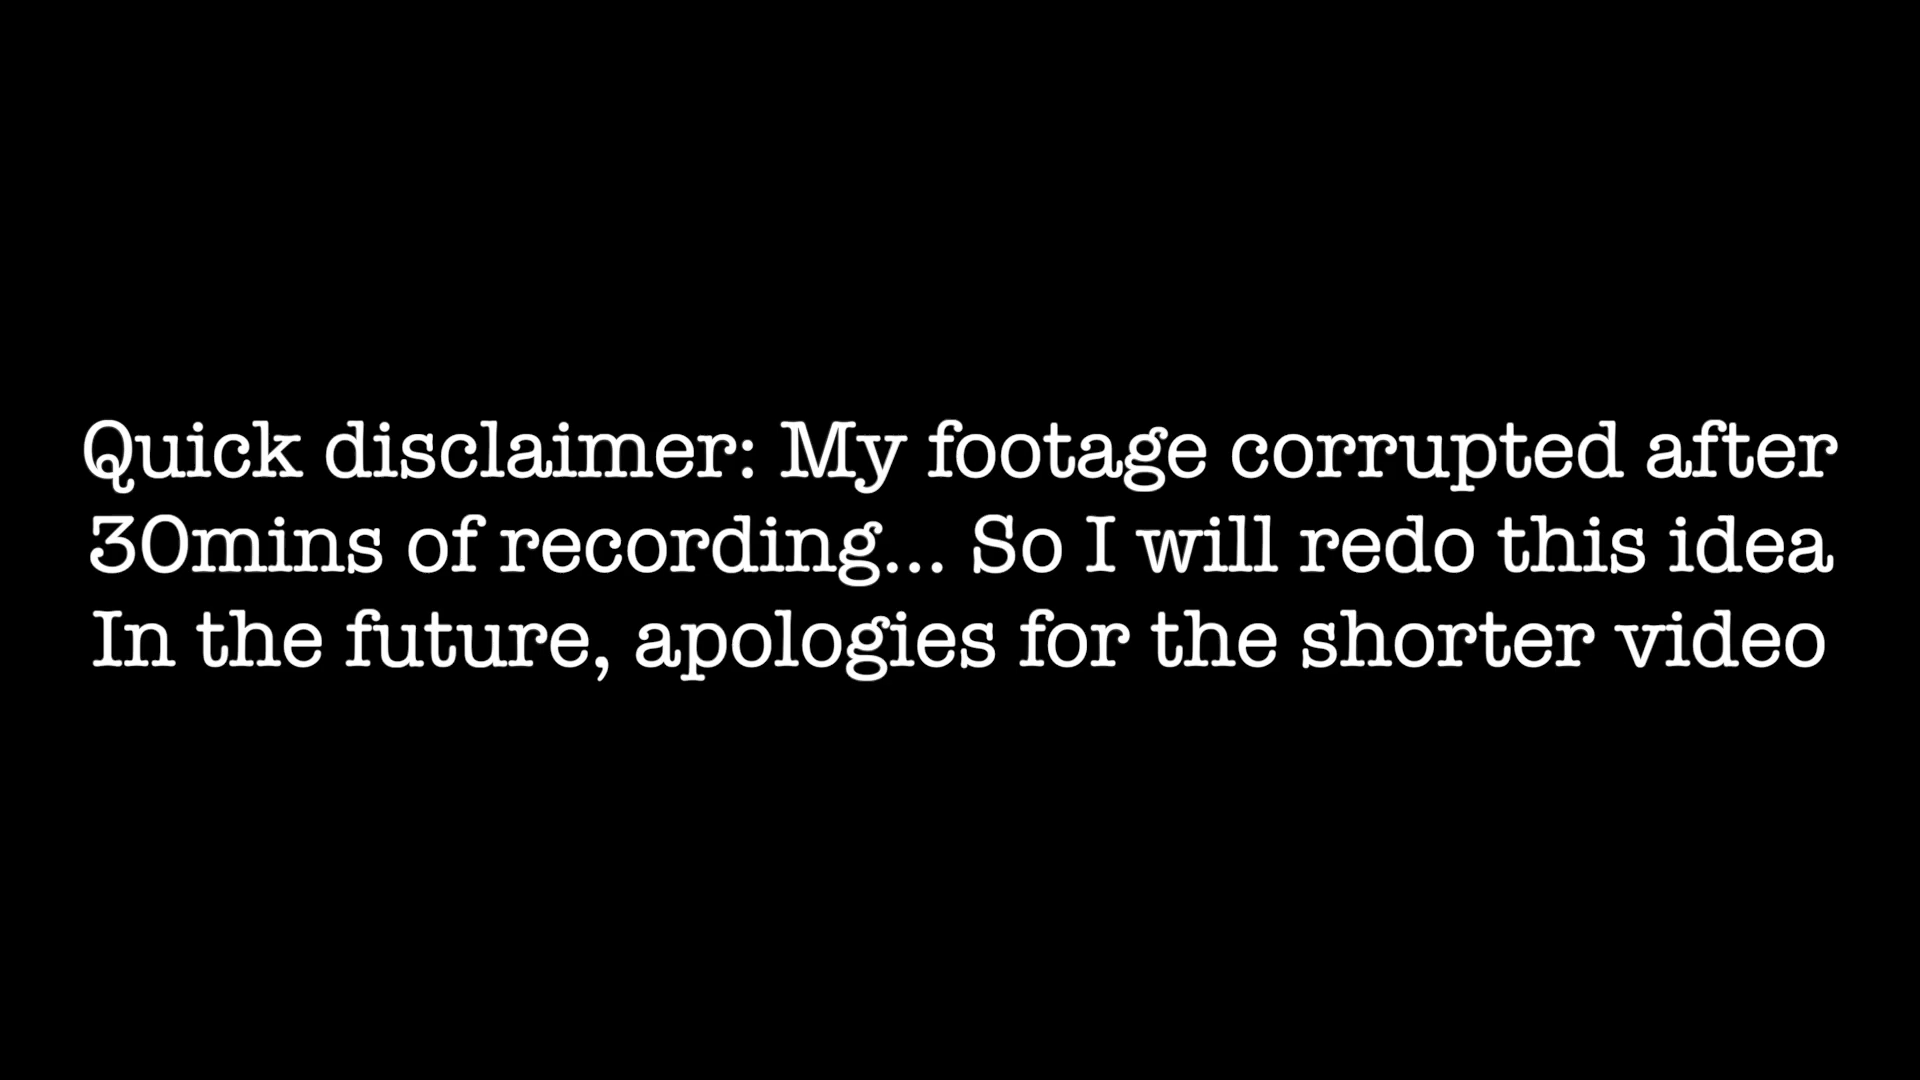 Quick disclaimer: My footage corrupted after
30mins of recording... So I will redo this idea
In the future, apologies for the shorter video